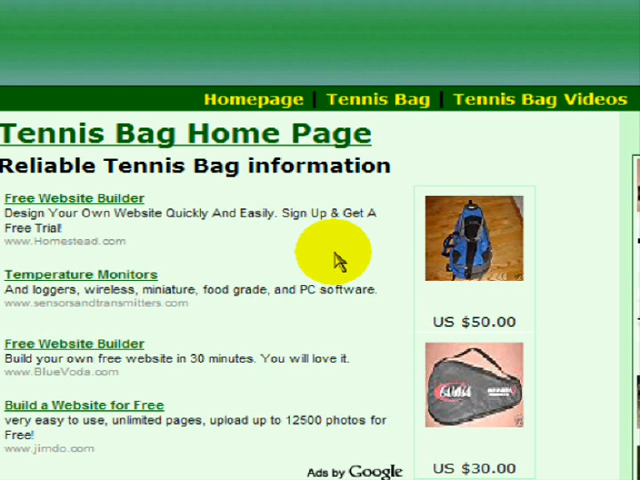 Homepage | Tennis Bag | Tennis Bag Videos
Tennis Bag Home Page
Reliable Tennis Bag information
Free Website Builder
Design Your Own Website Quickly And Easily. Sign Up & Get A
Free Trial!
www.Homestead.com
Temperature Monitors
And loggers, wireless, miniature, food grade, and PC software.
www.sensorsandtransmitters.com
Free Website Builder
Build your own free website in 30 minutes. You will love it.
www.BlueVoda.com
Build a Website for Free
very easy to use, unlimited pages, upload up to 12500 photos for
Free!
www.jimdo.com
Ads by Google
US $50.00
US $30.00